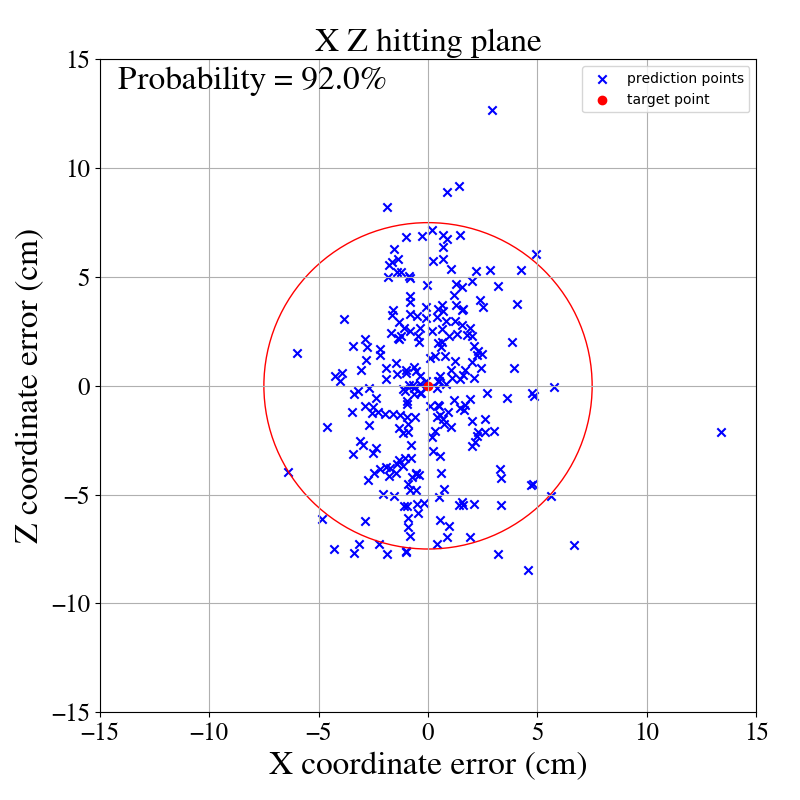 X Z hitting plane
Probability = 92.0%
prediction points
target point
Z coordinate error (cm)
15
10
5
0
−5
−10
−15
−15
−10
−5
0
5
10
15
X coordinate error (cm)